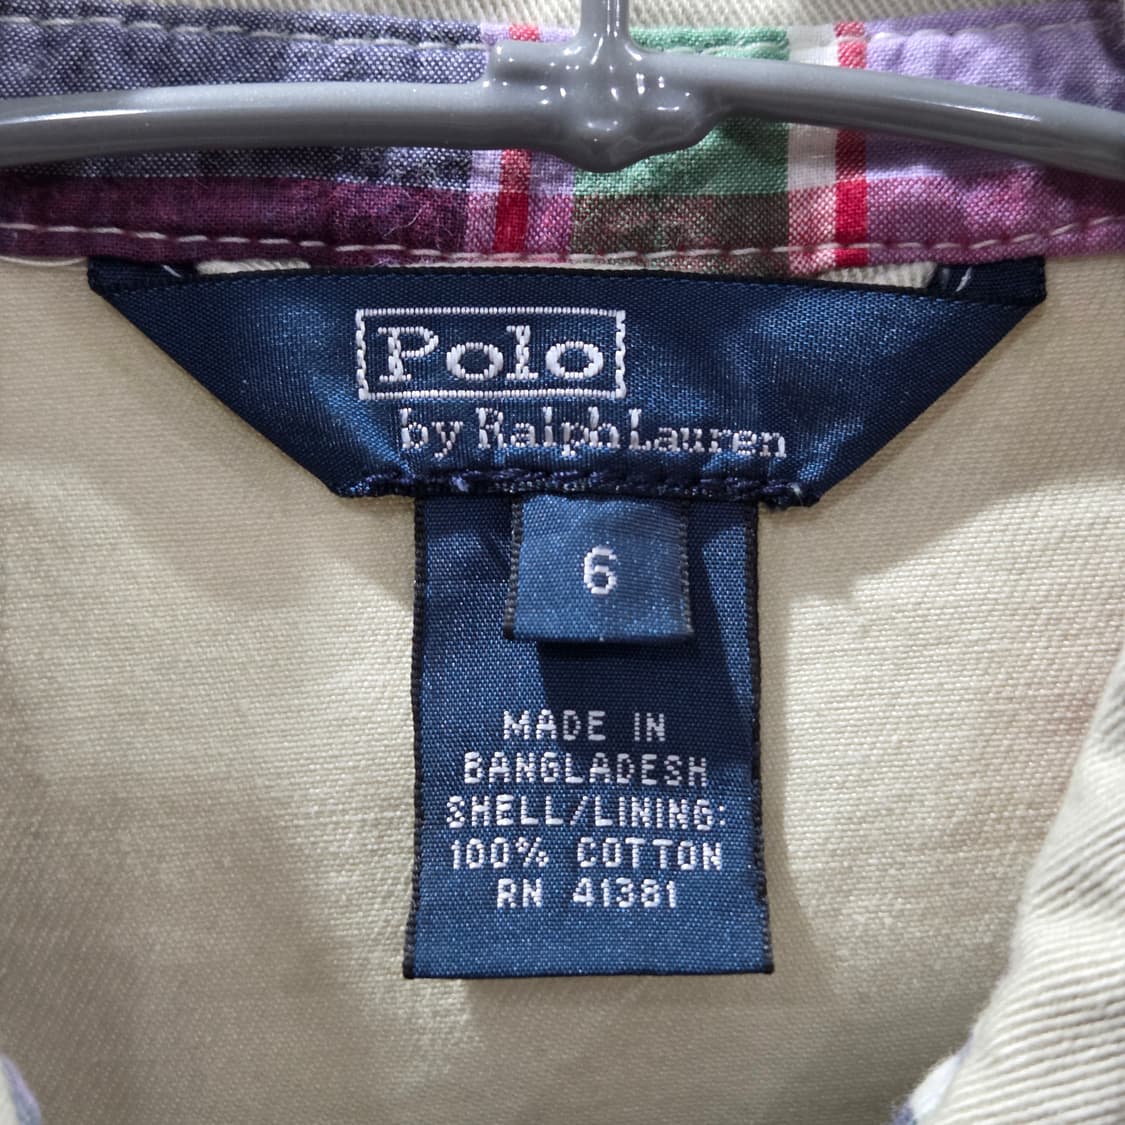 Polo
by Ralph Lauren
6
MADE IN
BANGLADESH
SHELL/LINING:
100% COTTON
RN 41381